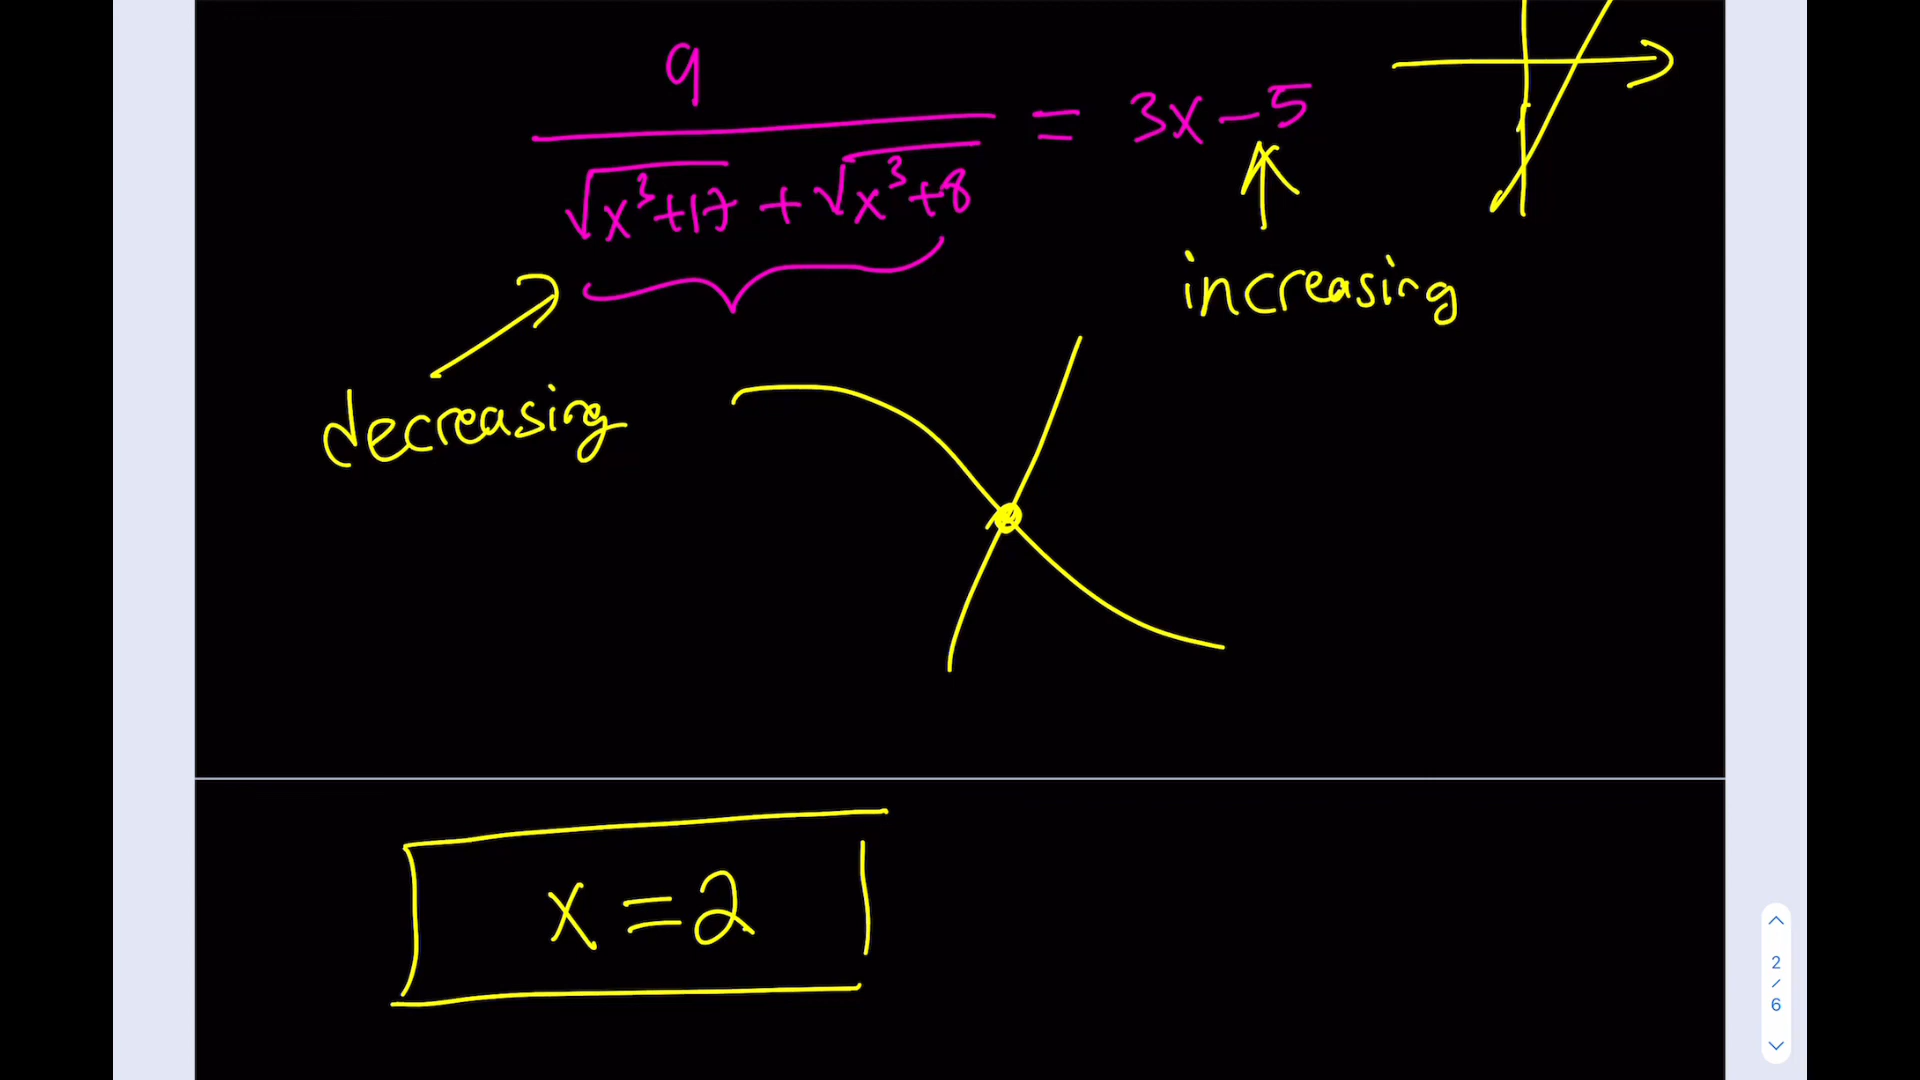 9 / (√(x³+17) + √(x³+8)) = 3x-5
increasing
decreasing
x=2
2
/
6